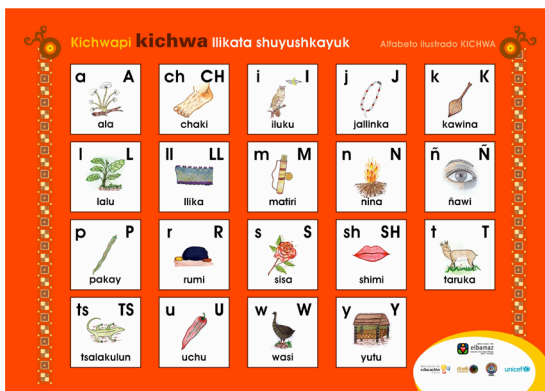 Kichwapi kichwa llikata shuyushkayuk
Alfabeto ilustrado KICHWA
a A
ala
ch CH
chaki
i I
iluku
j J
jallinka
k K
kawina
l L
lalu
ll LL
llika
m M
matiri
n N
nina
ñ Ñ
ñawi
p P
pakay
r R
rumi
s S
sisa
sh SH
shimi
t T
taruka
ts TS
tsalakulun
u U
uchu
w W
wasi
y Y
yutu
elbamaz
educación
unicef